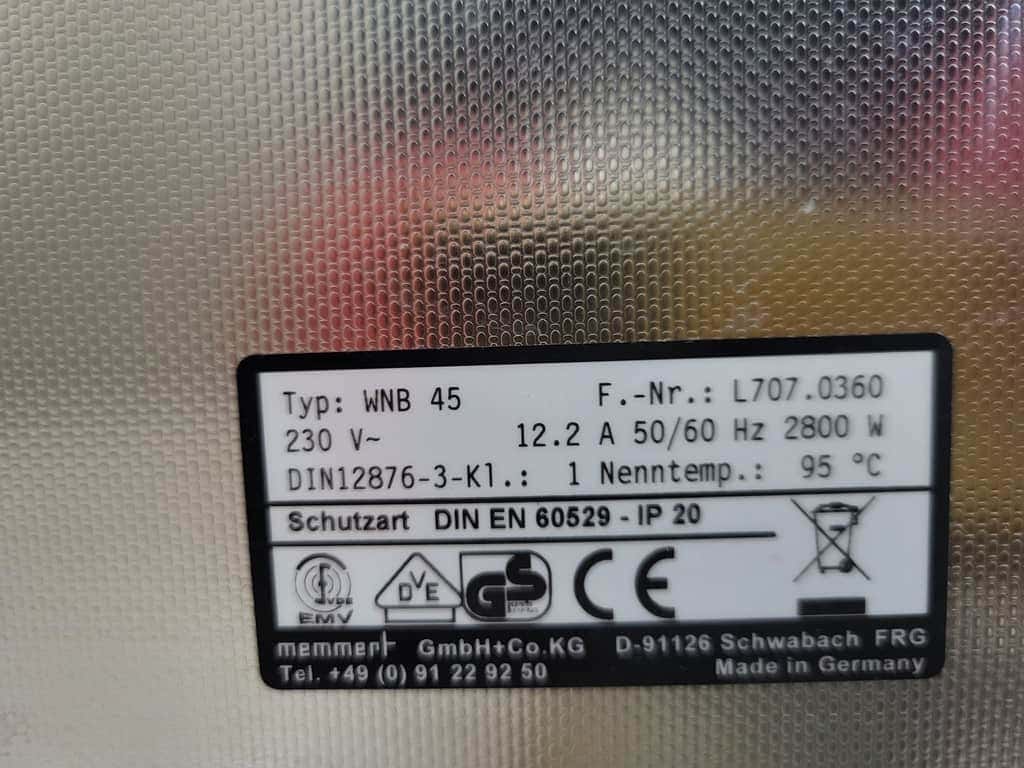 Typ: WNB 45 F.-Nr.: L707.0360
230 V~ 12.2 A 50/60 Hz 2800 W
DIN12876-3-Kl.: 1 Nenntemp.: 95 °C
Schutzart DIN EN 60529 - IP 20
VDE
EMV
DVE
GS
CE
memmert GmbH+Co.KG D-91126 Schwabach FRG
Tel. +49 (0) 91 22 92 50 Made in Germany